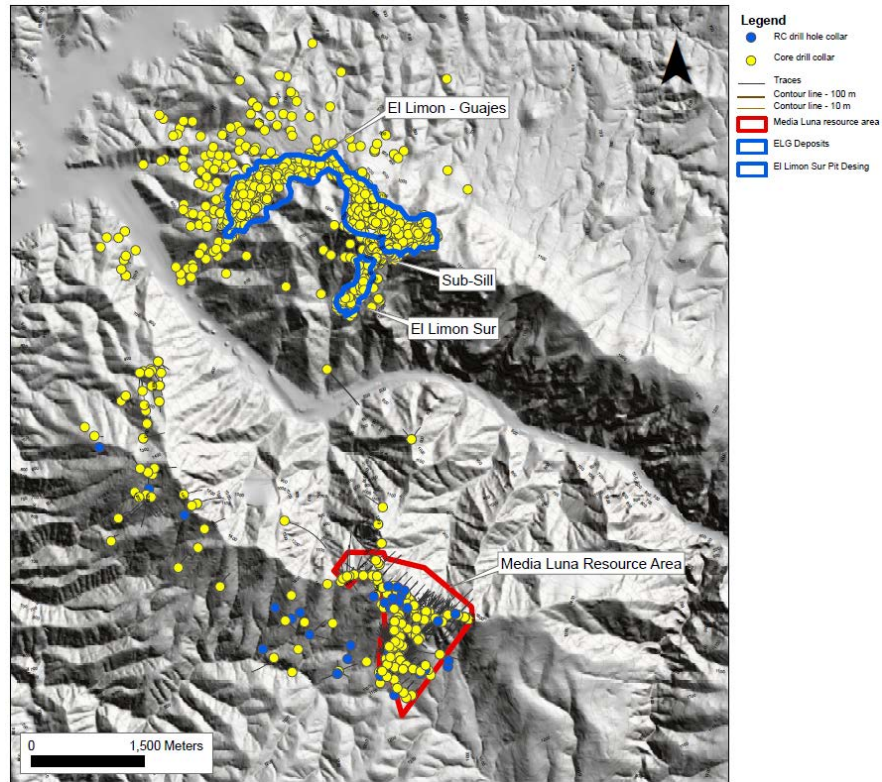 Legend
RC drill hole collar
Core drill collar
Traces
Contour line - 100 m
Contour line - 10 m
Media Luna resource area
ELG Deposits
El Limon Sur Pit Desing
El Limon - Guajes
Sub-Sill
El Limon Sur
Media Luna Resource Area
0 1,500 Meters